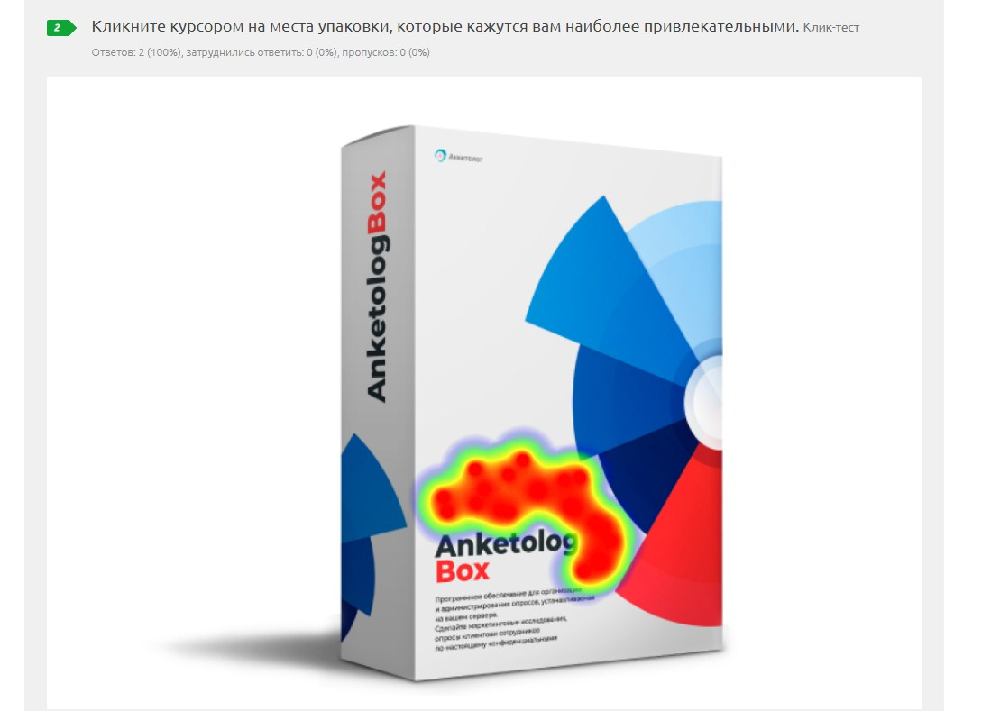 2
Кликните курсором на места упаковки, которые кажутся вам наиболее привлекательными. Клик-тест
Ответов: 2 (100%), затруднились ответить: 0 (0%), пропусков: 0 (0%)
Анкетолог
AnketologBox
Anketolog
Box
Программное обеспечение для организации
и администрирования опросов, устанавливаемое
на вашем сервере.
Сделайте маркетинговые исследования,
опросы клиентови сотрудников
по-настоящему конфиденциальными